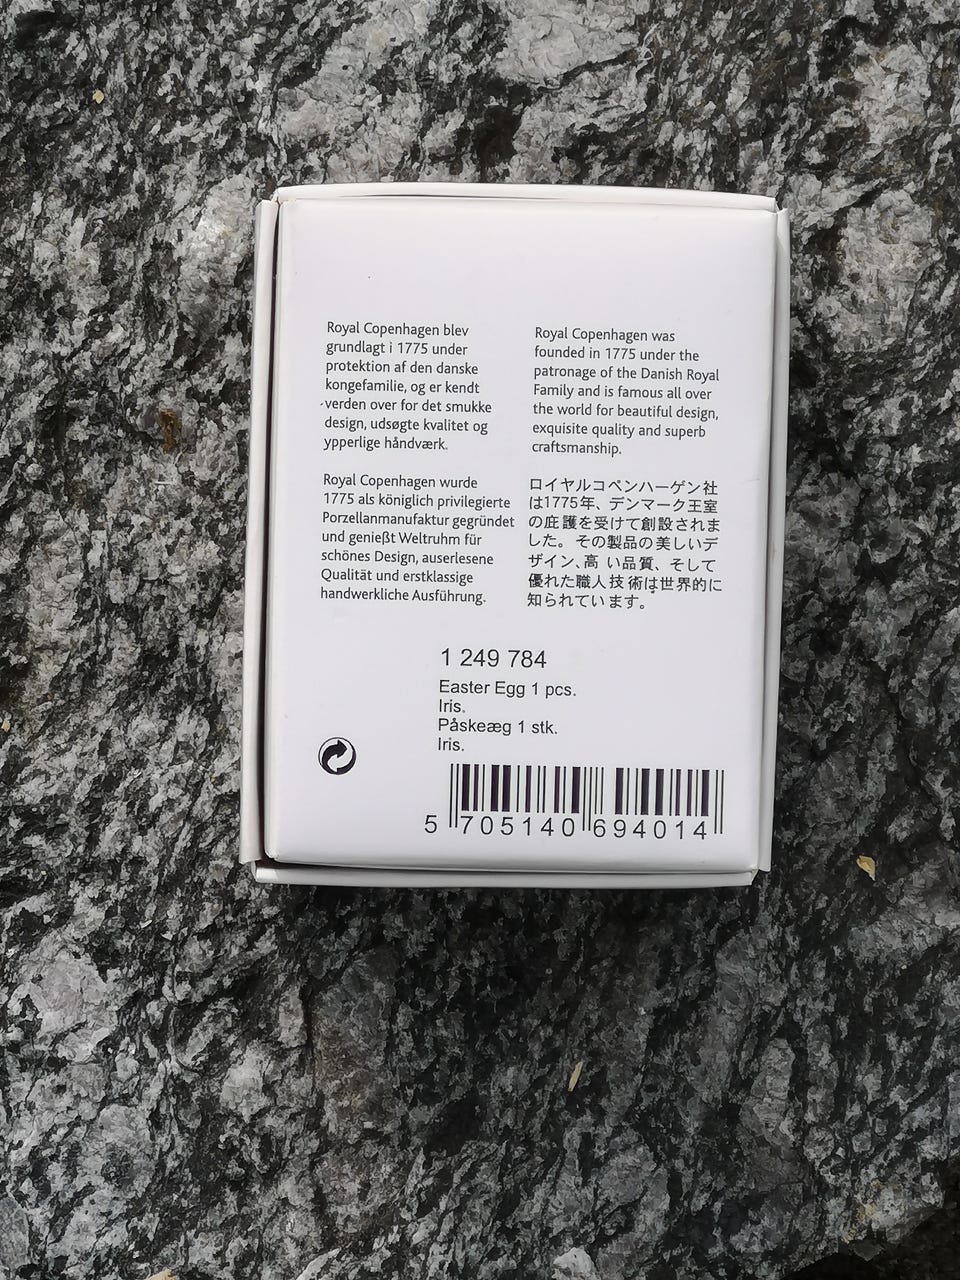 Royal Copenhagen blev
grundlagt i 1775 under
protektion af den danske
kongefamilie, og er kendt
verden over for det smukke
design, udsøgte kvalitet og
ypperlige håndværk.
Royal Copenhagen was
founded in 1775 under the
patronage of the Danish Royal
Family and is famous all over
the world for beautiful design,
exquisite quality and superb
craftsmanship.
Royal Copenhagen wurde
1775 als königlich privilegierte
Porzellanmanufaktur gegründet
und genießt Weltruhm für
schönes Design, auserlesene
Qualität und erstklassige
handwerkliche Ausführung.
ロイヤルコペンハーゲン社
は1775年、デンマーク王室
の庇護を受けて創設されま
した。その製品の美しいデ
ザイン、高 い品質、そして
優れた職人技術は世界的に
知られています。
1 249 784
Easter Egg 1 pcs.
Iris.
Påskeæg 1 stk.
Iris.
5 705140 694014